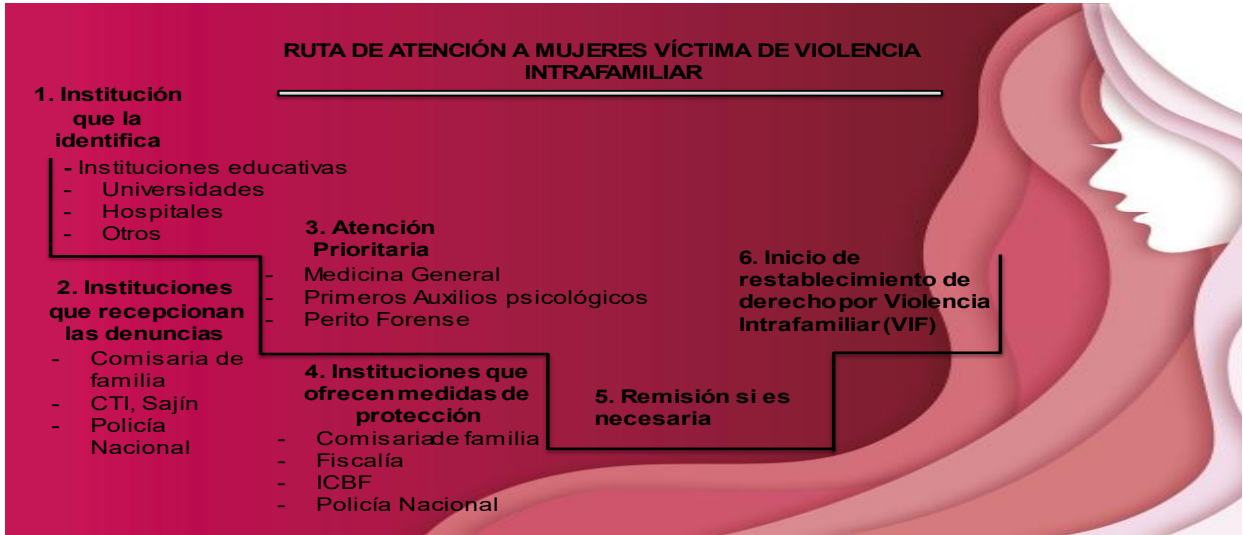 RUTA DE ATENCIÓN A MUJERES VÍCTIMA DE VIOLENCIA
INTRAFAMILIAR
1. Institución
que la
identifica
- Instituciones educativas
- Universidades
- Hospitales
- Otros
2. Instituciones
que recepcionan
las denuncias
- Comisaria de
familia
- CTI, Sajín
- Policía
Nacional
3. Atención
Prioritaria
- Medicina General
- Primeros Auxilios psicológicos
- Perito Forense
4. Instituciones que
ofrecen medidas de
protección
- Comisaria de familia
- Fiscalía
- ICBF
- Policía Nacional
5. Remisión si es
necesaria
6. Inicio de
restablecimiento de
derecho por Violencia
Intrafamiliar (VIF)